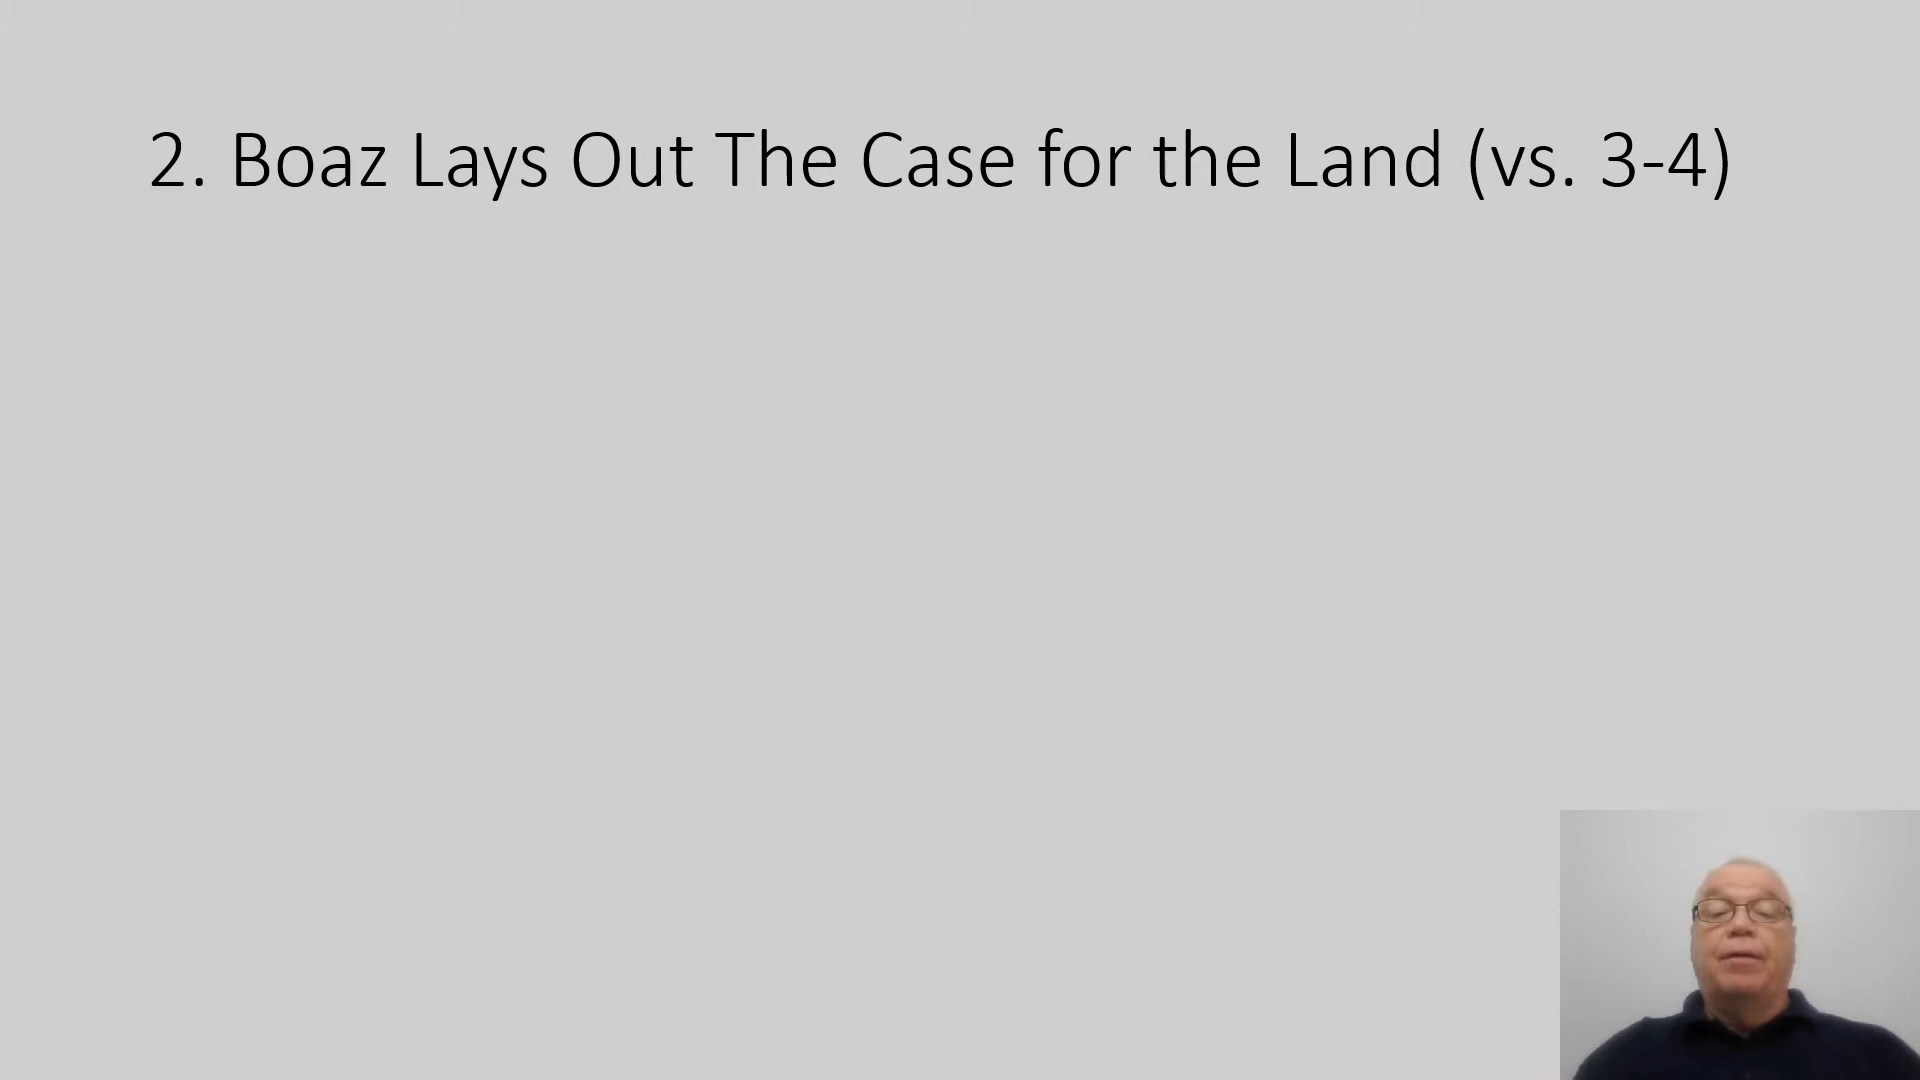 2. Boaz Lays Out The Case for the Land (vs. 3-4)